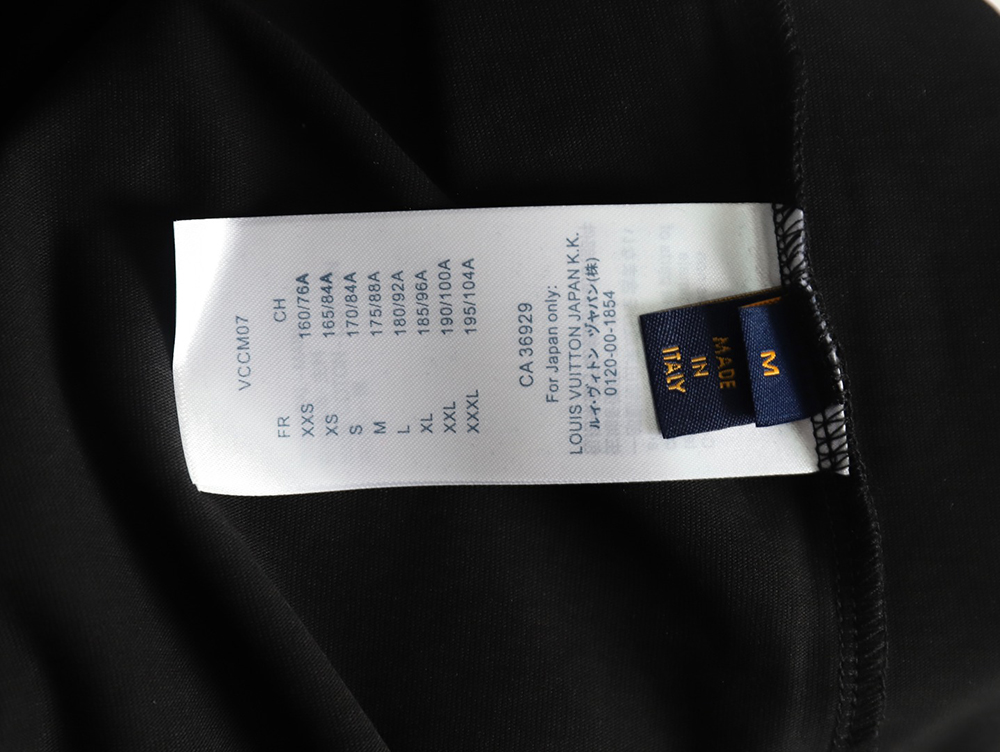 VCCM07
FR CH
XXS 160/76A
XS 165/84A
S 170/84A
M 175/88A
L 180/92A
XL 185/96A
XXL 190/100A
XXXL 195/104A
CA 36929
For Japan only:
LOUIS VUITTON JAPAN K.K.
ルイ・ヴィトン ヅヤパン(株)
0120-00-1854
MADE
IN
ITALY
M